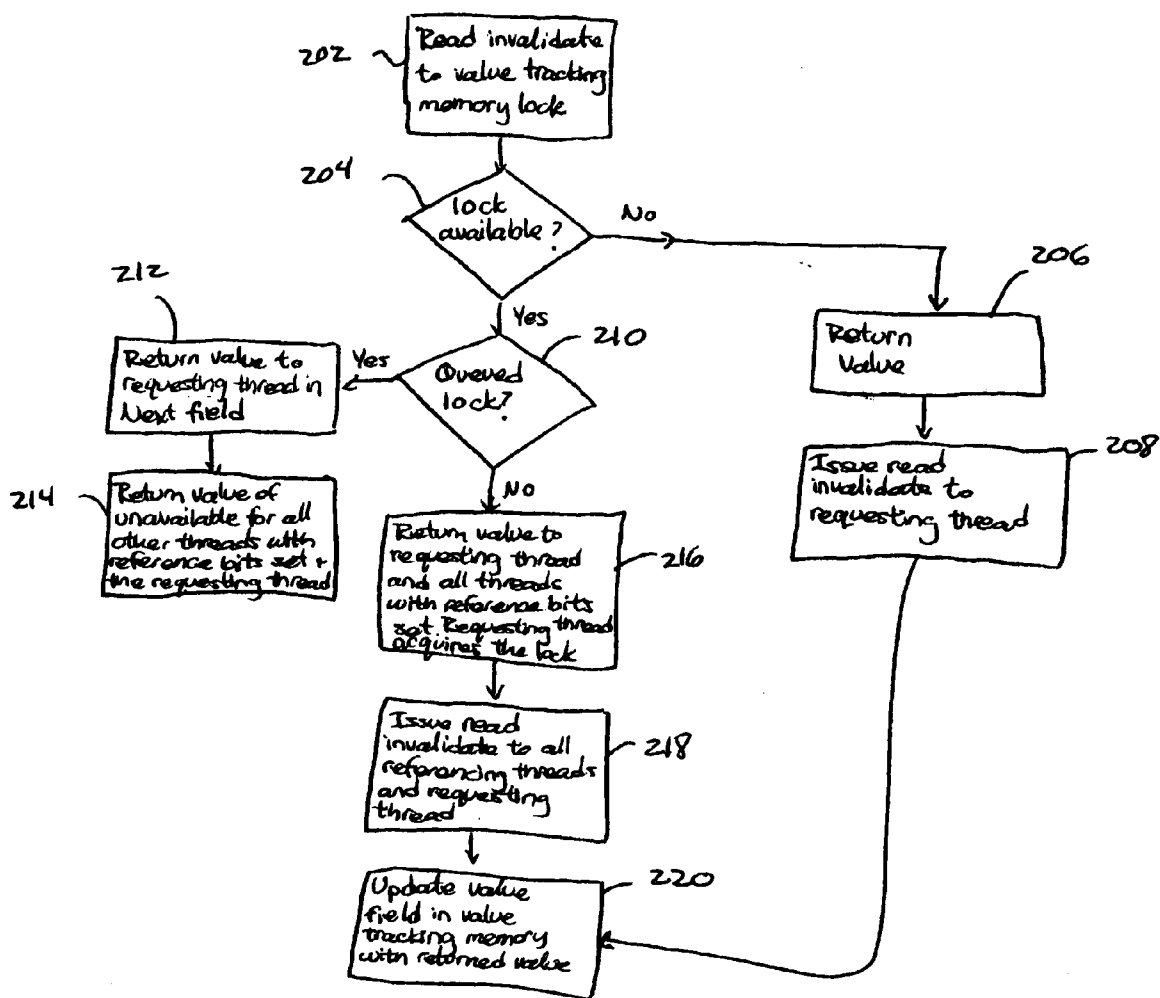 202
Read invalidate
to value tracking
memory lock
204
lock
available?
No
206
Return
Value
Yes
210
Queued
lock?
Yes
212
Return value to
requesting thread in
Next field
208
Issue read
invalidate to
requesting thread
214
Return value of
unavailable for all
other threads with
reference bits set +
the requesting thread
No
216
Return value to
requesting thread
and all threads
with reference bits
set. Requesting thread
acquires the lock
218
Issue read
invalidate to all
referencing threads
and requesting
thread
220
Update value
field in value
tracking memory
with returned value